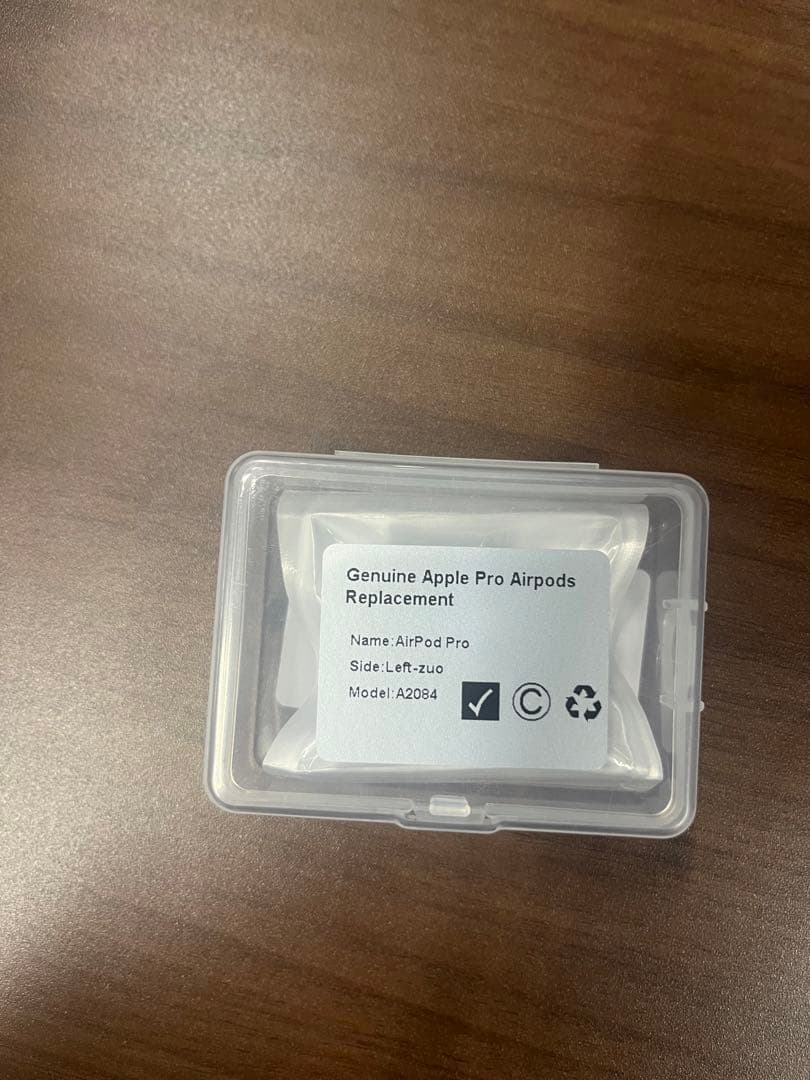 Genuine Apple Pro Airpods
Replacement
Name:AirPod Pro
Side:Left-zuo
Model:A2084
©